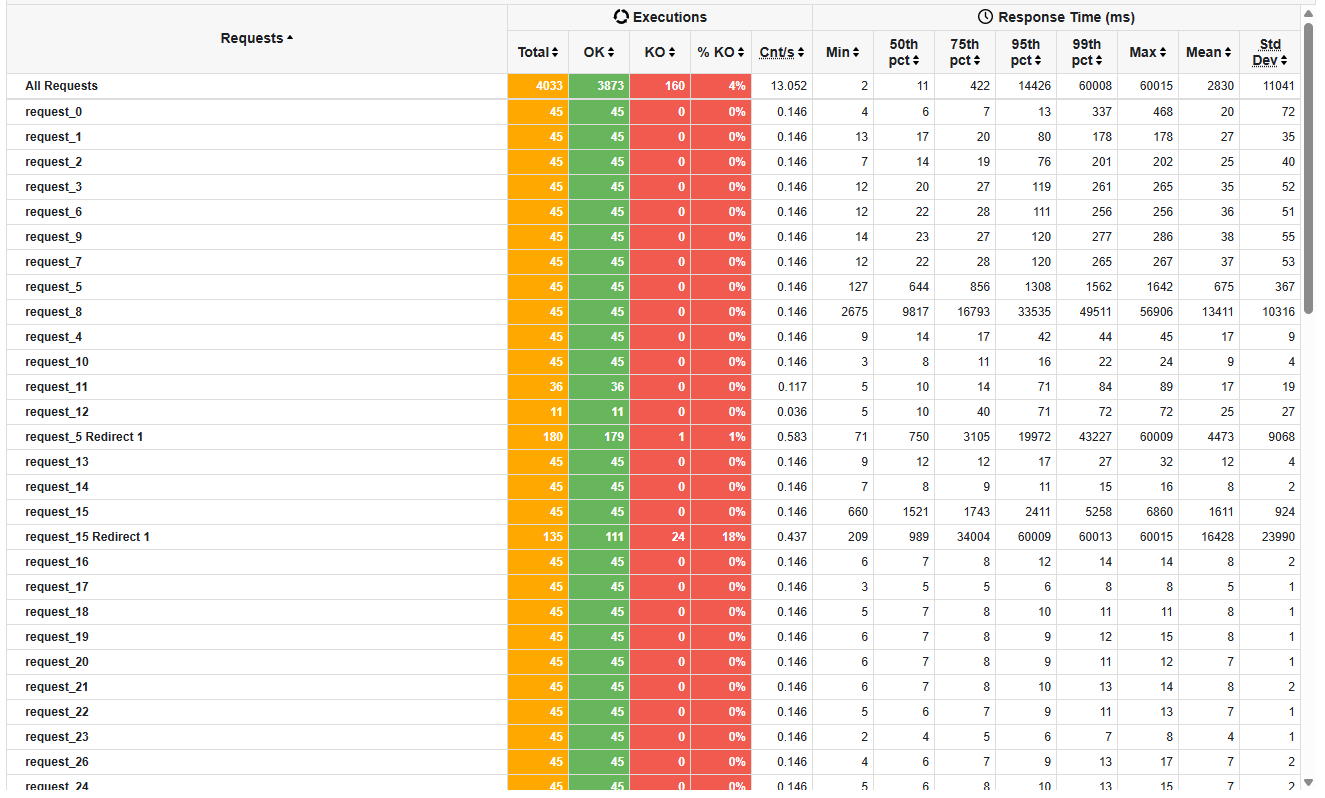 Executions Response Time (ms)
Requests Total OK KO % KO Cnt/s Min 50th pct 75th pct 95th pct 99th pct Max Mean Std Dev
All Requests 4033 3873 160 4% 13.052 2 11 422 14426 60008 60015 2830 11041
request_0 45 45 0 0% 0.146 4 6 7 13 337 468 20 72
request_1 45 45 0 0% 0.146 13 17 20 80 178 178 27 35
request_2 45 45 0 0% 0.146 7 14 19 76 201 202 25 40
request_3 45 45 0 0% 0.146 12 20 27 119 261 265 35 52
request_6 45 45 0 0% 0.146 12 22 28 111 256 256 36 51
request_9 45 45 0 0% 0.146 14 23 27 120 277 286 38 55
request_7 45 45 0 0% 0.146 12 22 28 120 265 267 37 53
request_5 45 45 0 0% 0.146 127 644 856 1308 1562 1642 675 367
request_8 45 45 0 0% 0.146 2675 9817 16793 33535 49511 56906 13411 10316
request_4 45 45 0 0% 0.146 9 14 17 42 44 45 17 9
request_10 45 45 0 0% 0.146 3 8 11 16 22 24 9 4
request_11 36 36 0 0% 0.117 5 10 14 71 84 89 17 19
request_12 11 11 0 0% 0.036 5 10 40 71 72 72 25 27
request_5 Redirect 1 180 179 1 1% 0.583 71 750 3105 19972 43227 60009 4473 9068
request_13 45 45 0 0% 0.146 9 12 12 17 27 32 12 4
request_14 45 45 0 0% 0.146 7 8 9 11 15 16 8 2
request_15 45 45 0 0% 0.146 660 1521 1743 2411 5258 6860 1611 924
request_15 Redirect 1 135 111 24 18% 0.437 209 989 34004 60009 60013 60015 16428 23990
request_16 45 45 0 0% 0.146 6 7 8 12 14 14 8 2
request_17 45 45 0 0% 0.146 3 5 5 6 8 8 5 1
request_18 45 45 0 0% 0.146 5 7 8 10 11 11 8 1
request_19 45 45 0 0% 0.146 6 7 8 9 12 15 8 1
request_20 45 45 0 0% 0.146 6 7 8 9 11 12 7 1
request_21 45 45 0 0% 0.146 6 7 8 10 13 14 8 2
request_22 45 45 0 0% 0.146 5 6 7 9 11 13 7 1
request_23 45 45 0 0% 0.146 2 4 5 6 7 8 4 1
request_26 45 45 0 0% 0.146 4 6 7 9 13 17 7 2
request_24 45 45 0 0% 0.146 5 6 8 10 13 15 7 2